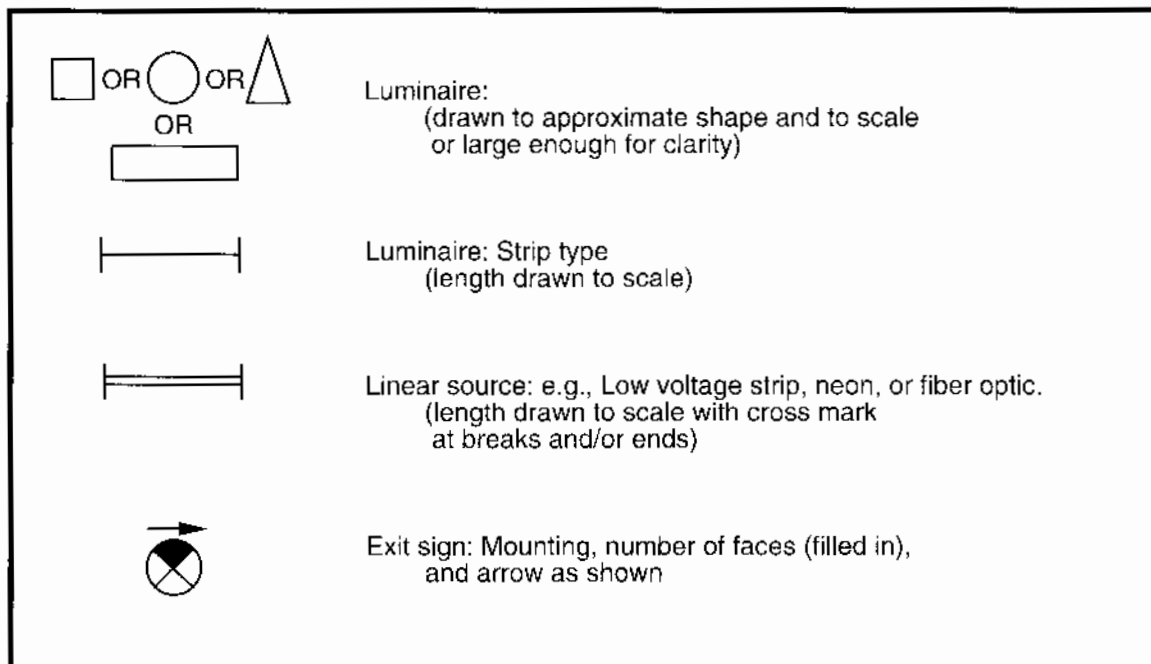 OR OR
OR
Luminaire:
(drawn to approximate shape and to scale
or large enough for clarity)
Luminaire: Strip type
(length drawn to scale)
Linear source: e.g., Low voltage strip, neon, or fiber optic.
(length drawn to scale with cross mark
at breaks and/or ends)
Exit sign: Mounting, number of faces (filled in),
and arrow as shown